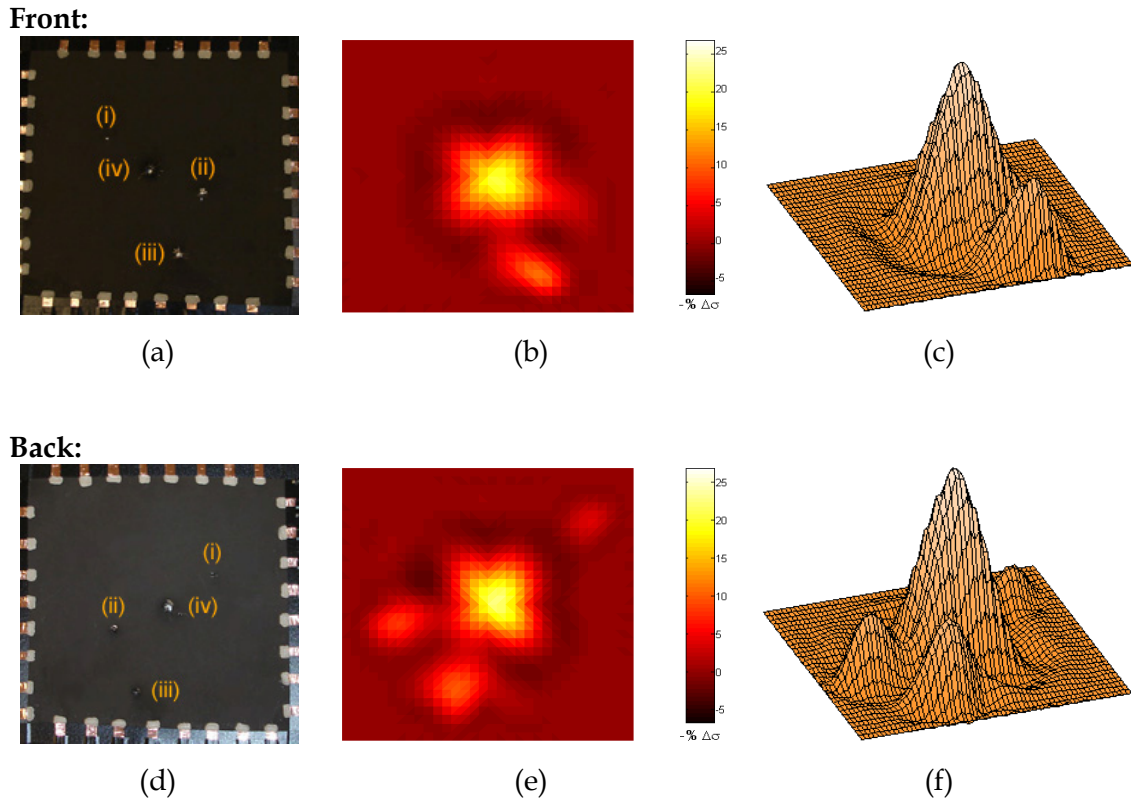 Front:
(i)
(iv)
(ii)
(iii)
25
20
15
10
5
0
-5
-% Δσ
(a)
(b)
(c)
Back:
(i)
(ii)
(iv)
(iii)
25
20
15
10
5
0
-5
-% Δσ
(d)
(e)
(f)